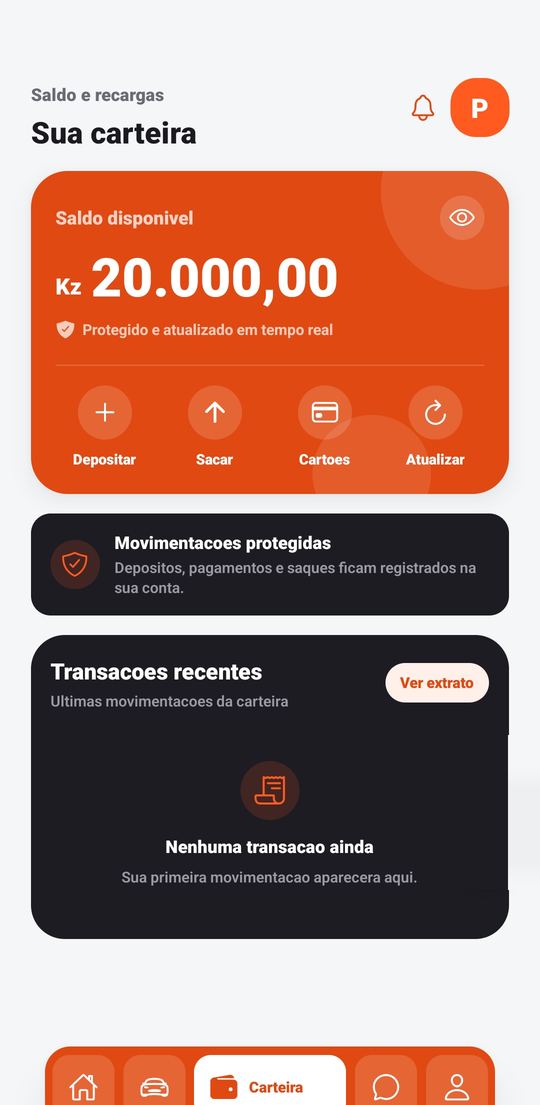 Saldo e recargas
Sua carteira
P
Saldo disponivel
Kz 20.000,00
Protegido e atualizado em tempo real
Depositar
Sacar
Cartoes
Atualizar
Movimentacoes protegidas
Depositos, pagamentos e saques ficam registrados na
sua conta.
Transacoes recentes
Ver extrato
Ultimas movimentacoes da carteira
Nenhuma transacao ainda
Sua primeira movimentacao aparecera aqui.
Carteira